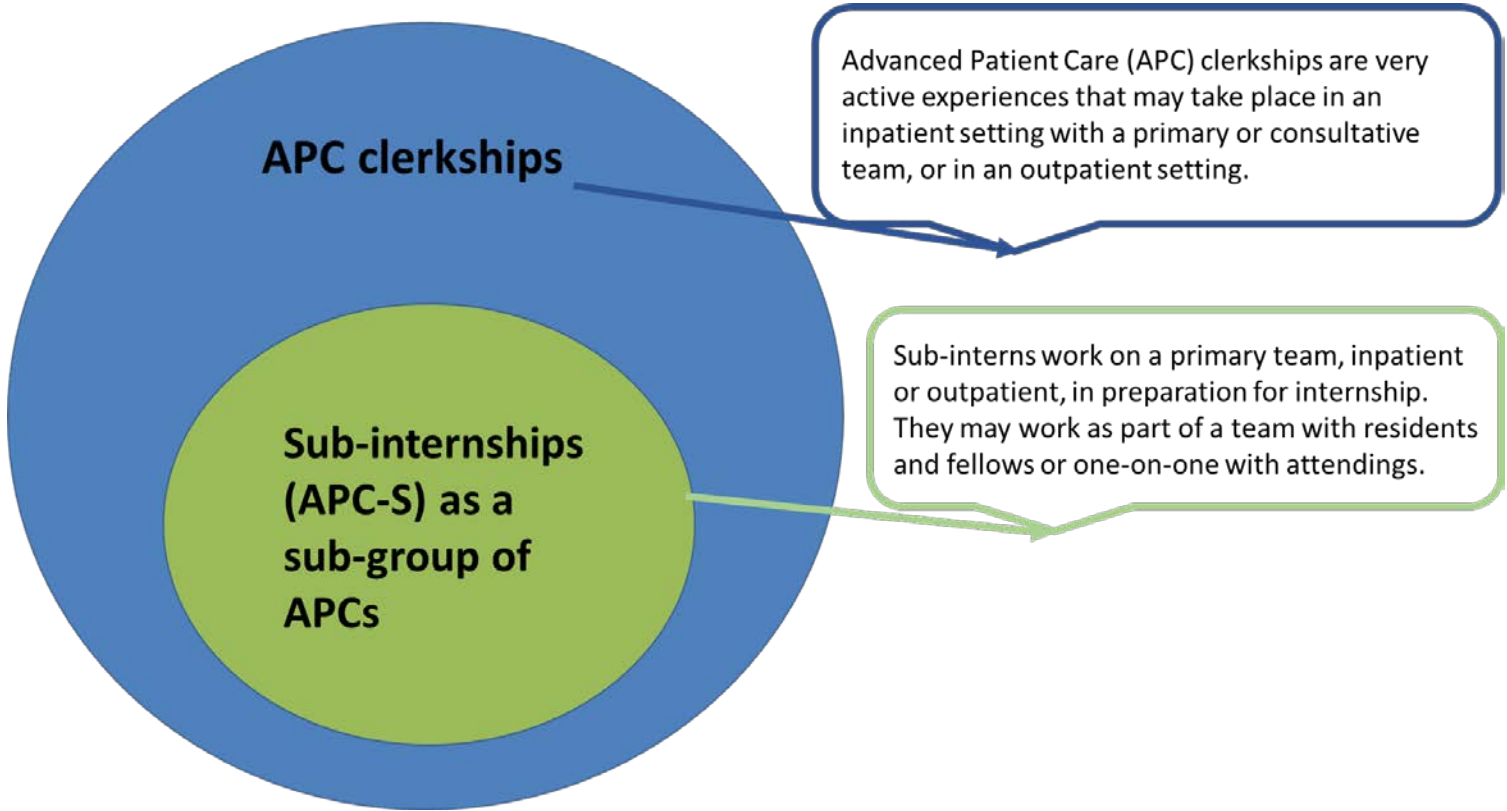 APC clerkships
Advanced Patient Care (APC) clerkships are very
active experiences that may take place in an
inpatient setting with a primary or consultative
team, or in an outpatient setting.
Sub-internships
(APC-S) as a
sub-group of
APCs
Sub-interns work on a primary team, inpatient
or outpatient, in preparation for internship.
They may work as part of a team with residents
and fellows or one-on-one with attendings.